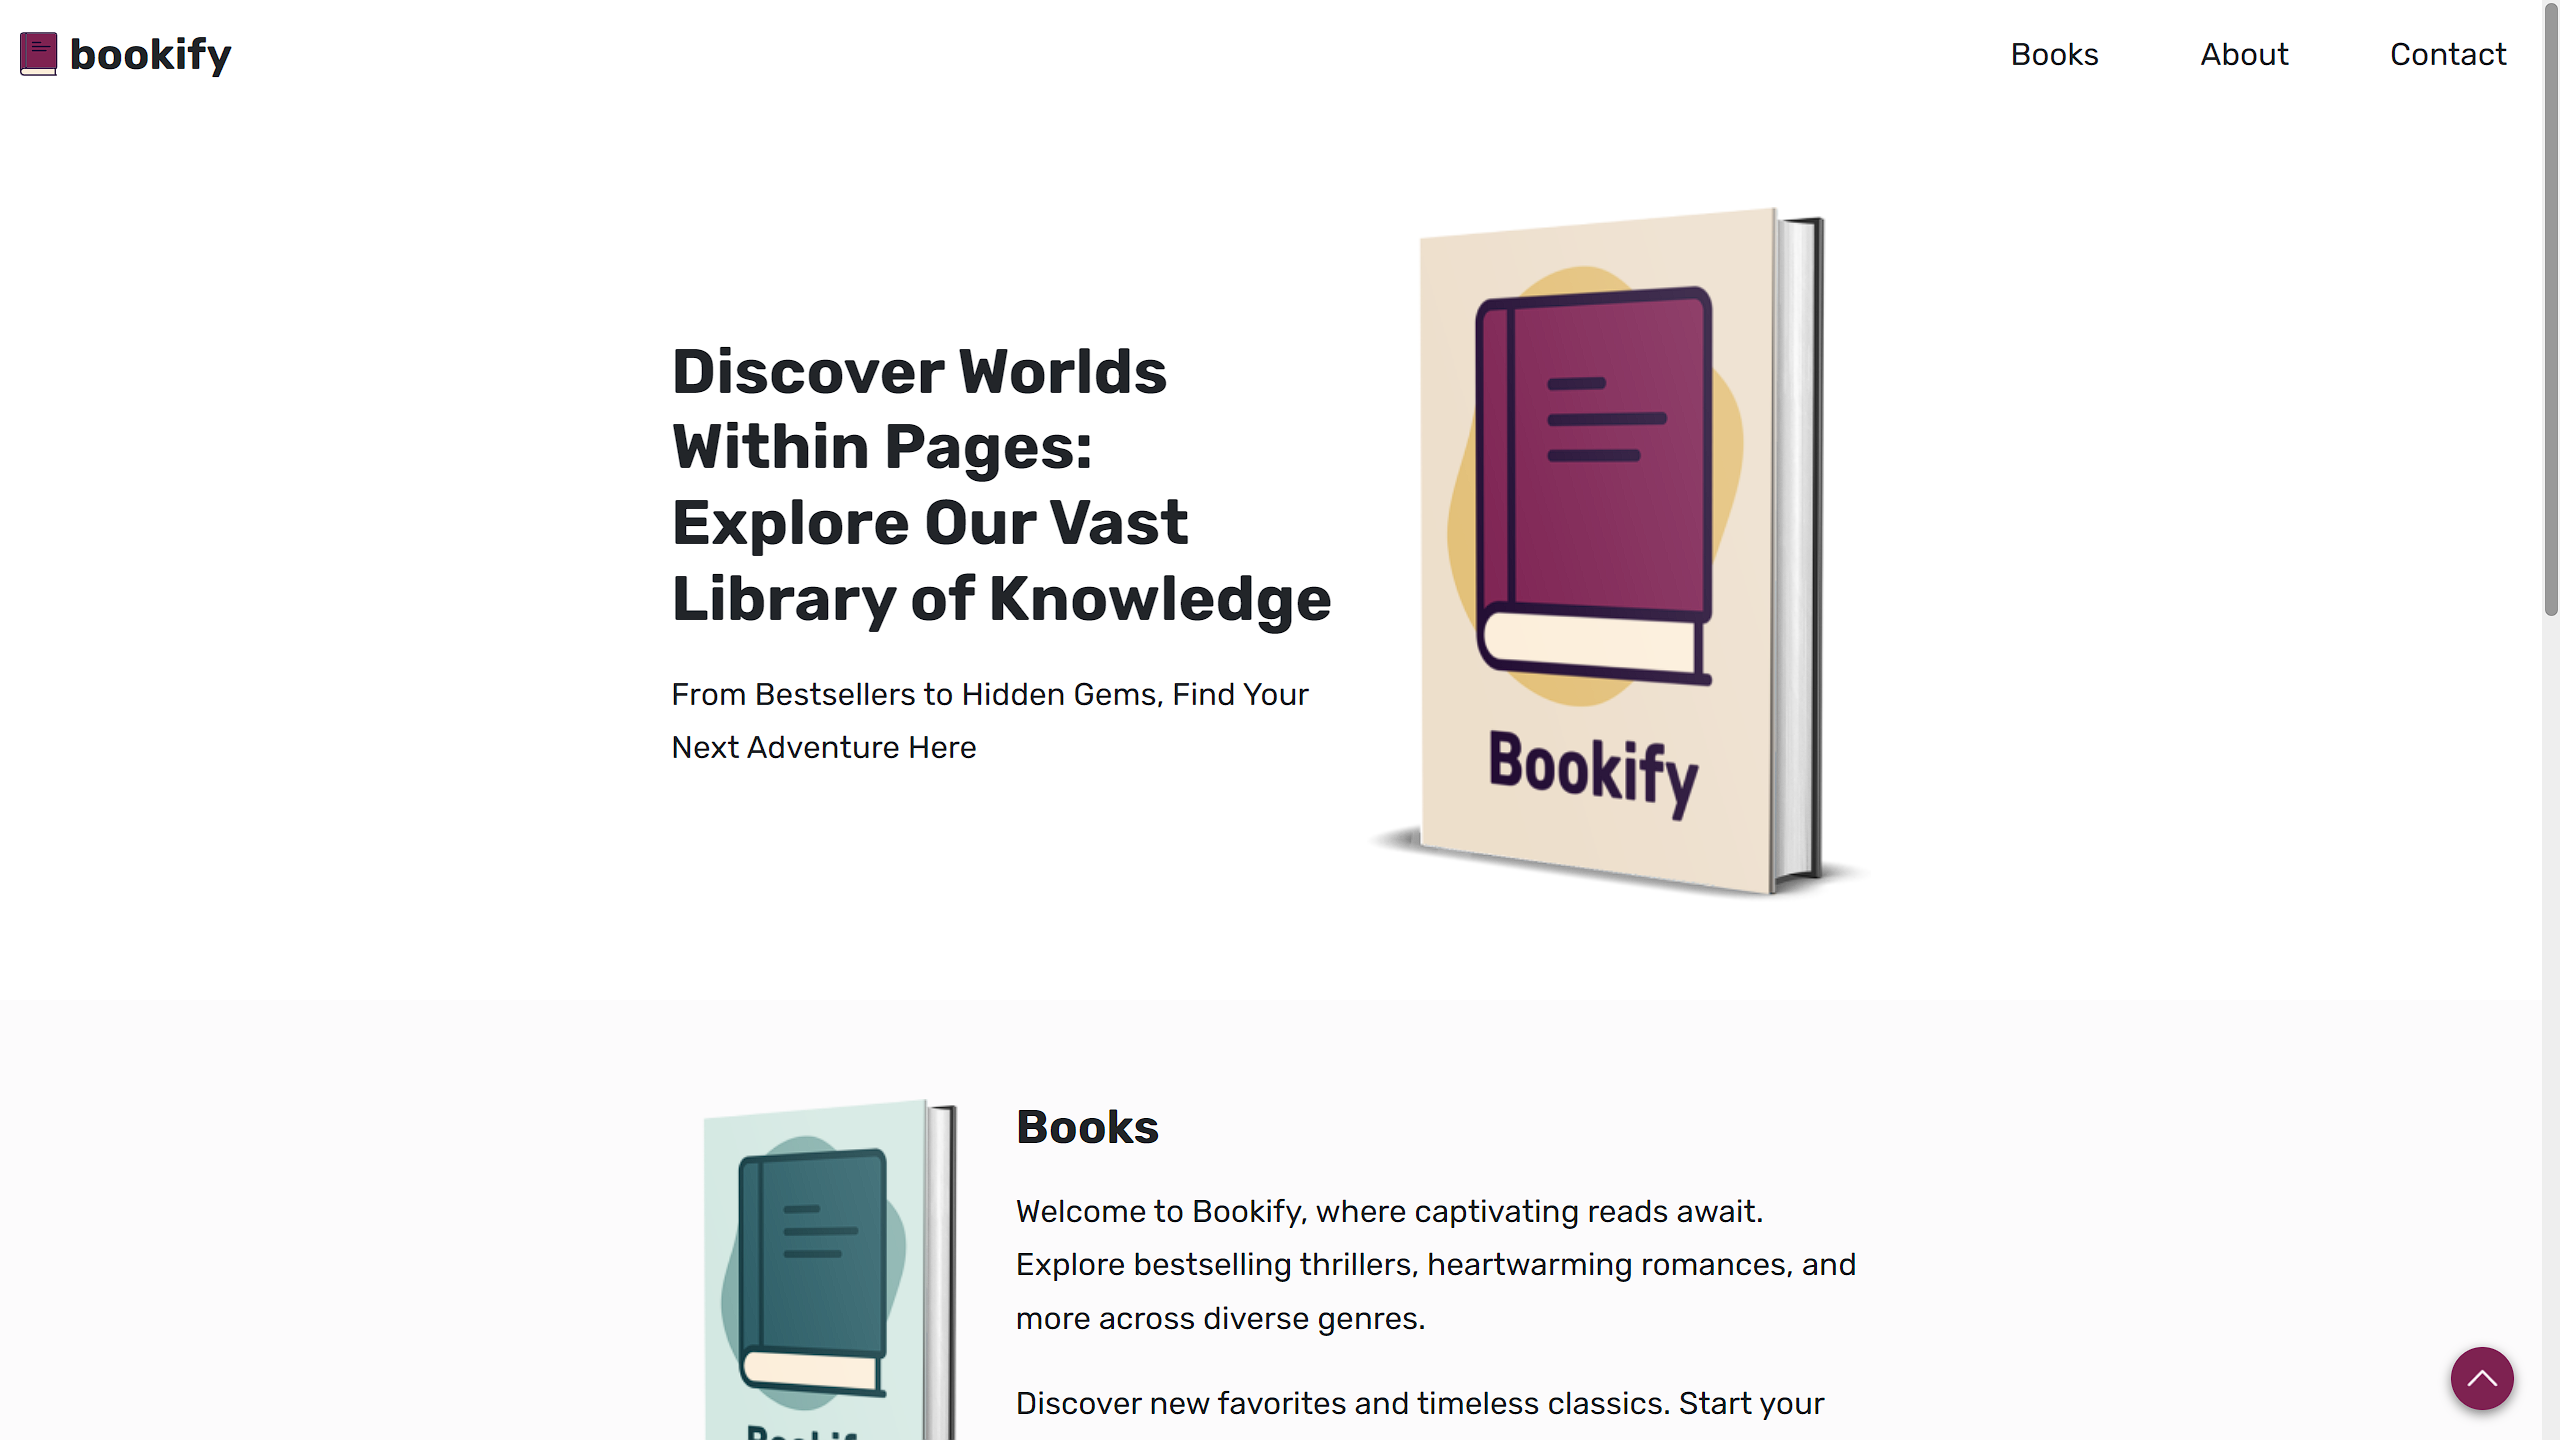 bookify
Books
About
Contact
Discover Worlds
Within Pages:
Explore Our Vast
Library of Knowledge
From Bestsellers to Hidden Gems, Find Your
Next Adventure Here
Bookify
Books
Welcome to Bookify, where captivating reads await.
Explore bestselling thrillers, heartwarming romances, and
more across diverse genres.
Discover new favorites and timeless classics. Start your